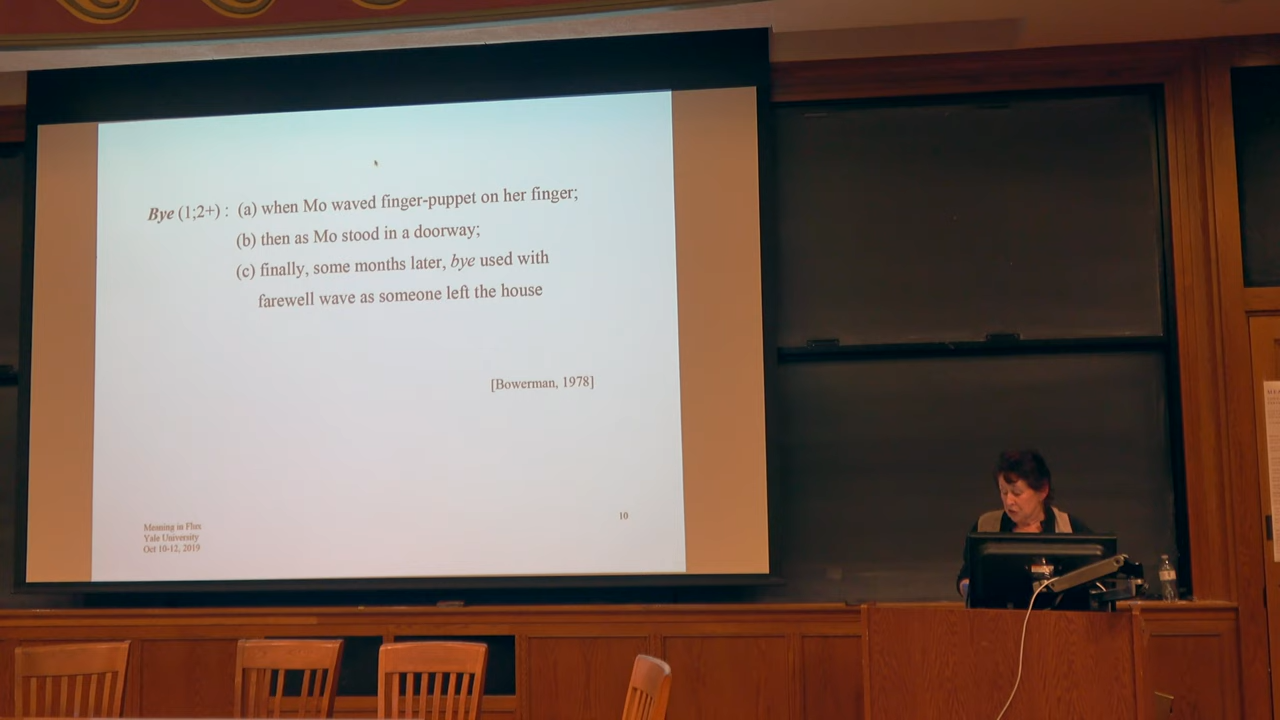 Bye (1;2+) : (a) when Mo waved finger-puppet on her finger;
(b) then as Mo stood in a doorway;
(c) finally, some months later, bye used with
farewell wave as someone left the house
[Bowerman, 1978]
10
Meaning in Flux
Yale University
Oct 10-12, 2019